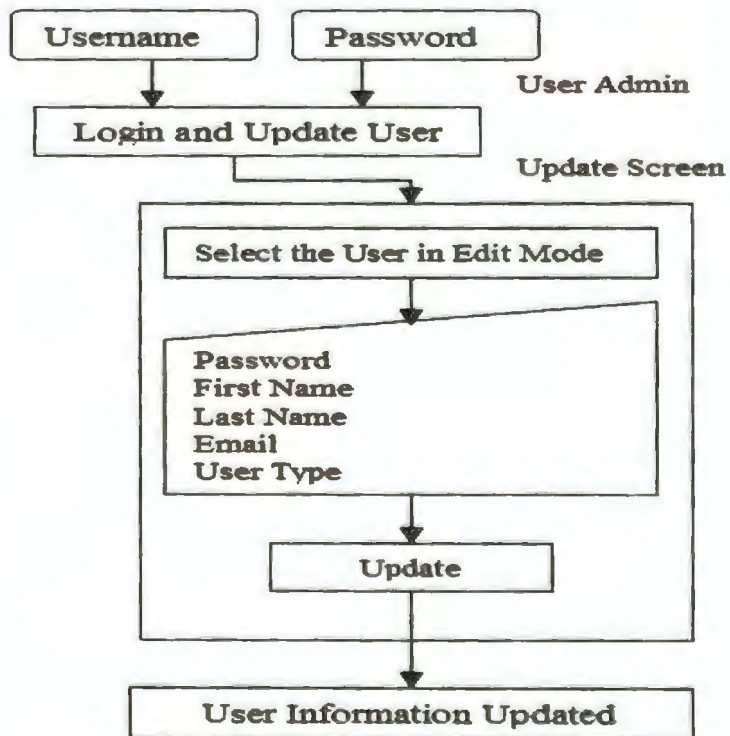 Username
Password
User Admin
Login and Update User
Update Screen
Select the User in Edit Mode
Password
First Name
Last Name
Email
User Type
Update
User Information Updated